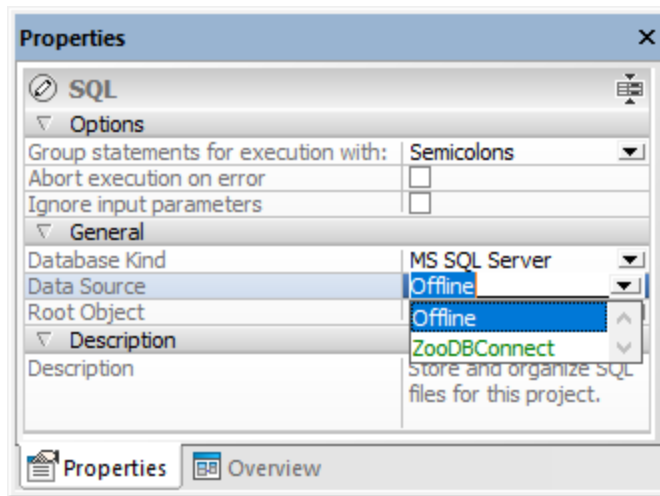 Properties
SQL
Options
Group statements for execution with: Semicolons
Abort execution on error
Ignore input parameters
General
Database Kind MS SQL Server
Data Source Offline
Root Object Offline
Description ZooDBConnect
Description Store and organize SQL
files for this project.
Properties Overview